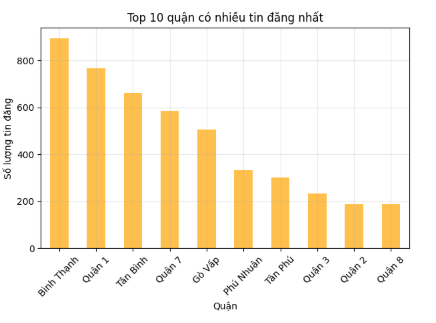 Top 10 quận có nhiều tin đăng nhất
Số lượng tin đăng
800
600
400
200
0
Bình Thạnh
Quận 1
Tân Bình
Quận 7
Gò Vấp
Phú Nhuận
Tân Phú
Quận 3
Quận 2
Quận 8
Quận